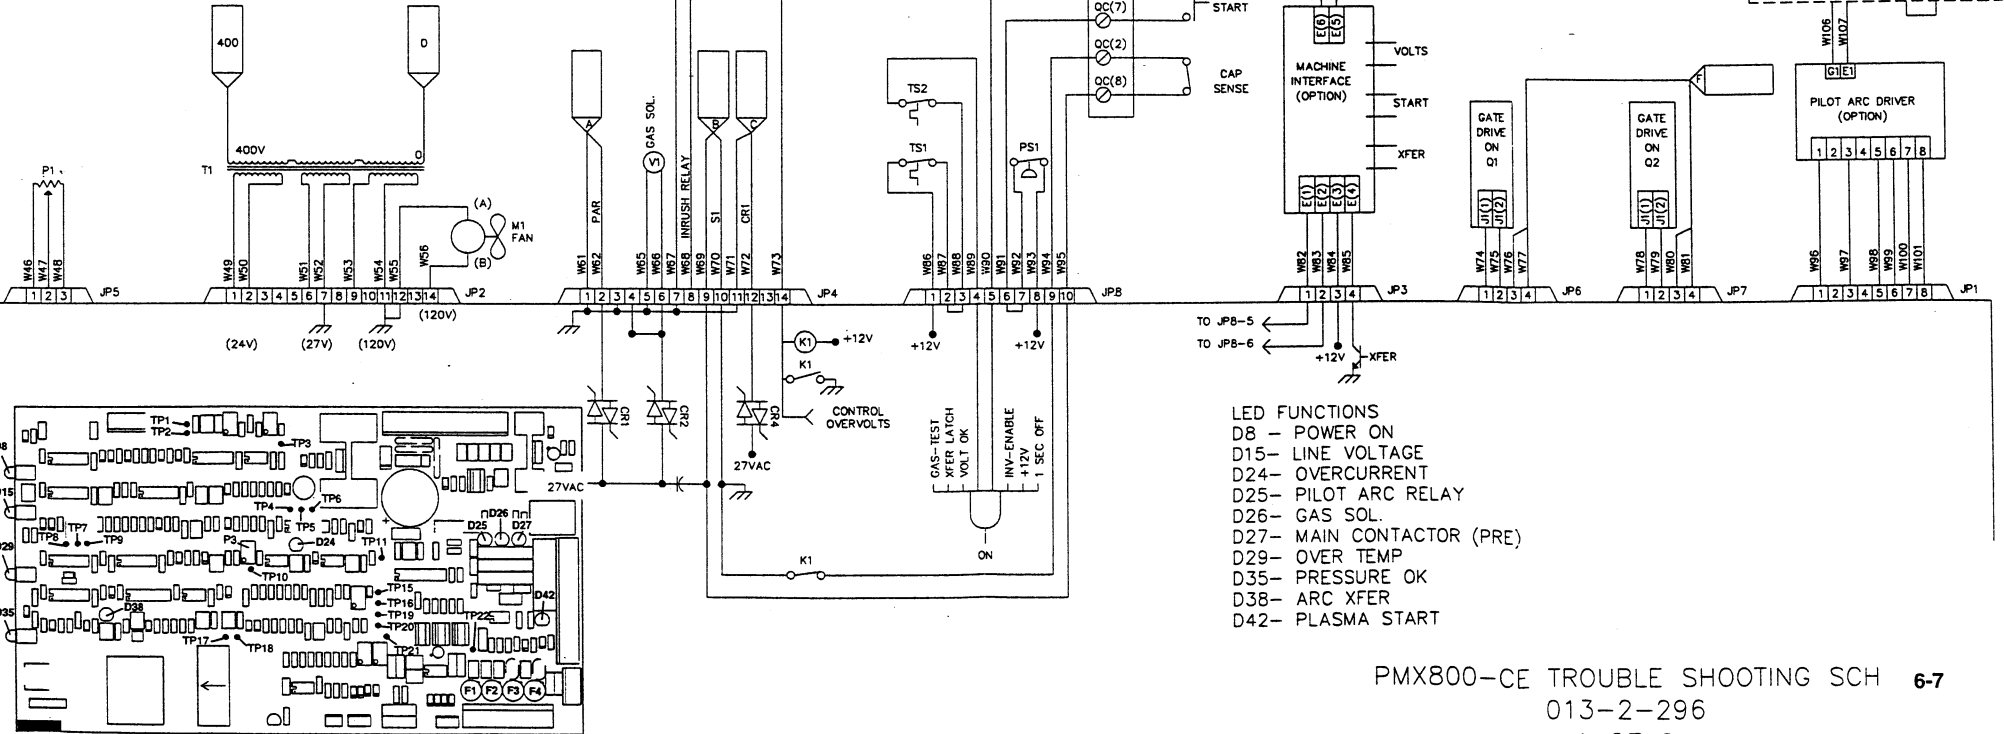 400
D
400V
0
T1
P1
(A)
M1
FAN
(B)
W46
W47
W48
1 2 3
JP5
W49
W50
W51
W52
W53
W54
W55
W56
1 2 3 4 5 6 7 8 9 10 11 12 13 14
JP2
(120V)
(24V)
(27V)
(120V)
A
B
C
GAS SOL.
V1
INRUSH RELAY
PAR
S1
CR1
W61
W62
W65
W66
W67
W68
W69
W70
W71
W72
W73
1 2 3 4 5 6 7 8 9 10 11 12 13 14
JP4
K1
+12V
K1
CONTROL
OVERVOLTS
CR1
CR2
CR4
27VAC
27VAC
K1
QC(7)
START
QC(2)
QC(8)
CAP
SENSE
TS2
TS1
PS1
W86
W87
W88
W89
W90
W91
W92
W93
W94
W95
1 2 3 4 5 6 7 8 9 10
JP8
+12V
+12V
GAS-TEST
XFER LATCH
VOLT OK
INV-ENABLE
+12V
1 SEC OFF
ON
E(6)
E(5)
MACHINE
INTERFACE
(OPTION)
VOLTS
START
XFER
E(1)
E(2)
E(3)
E(4)
W82
W83
W84
W85
1 2 3 4
JP3
TO JP8-5
TO JP8-6
+12V
XFER
GATE
DRIVE
ON
Q1
J1(1)
J1(2)
W74
W75
W76
W77
1 2 3 4
JP6
GATE
DRIVE
ON
Q2
J1(1)
J1(2)
W78
W79
W80
W81
1 2 3 4
JP7
F
W106
W107
G1 E1
PILOT ARC DRIVER
(OPTION)
1 2 3 4 5 6 7 8
W96
W97
W98
W99
W100
W101
1 2 3 4 5 6 7 8
JP1
TP1
TP2
TP3
TP4
TP5
TP6
TP7
TP8
TP9
P3
D24
TP10
TP11
D25
D26
D27
TP15
TP16
TP19
TP20
TP21
TP22
D42
D38
TP17
TP18
F1 F2 F3 F4
LED FUNCTIONS
D8 - POWER ON
D15- LINE VOLTAGE
D24- OVERCURRENT
D25- PILOT ARC RELAY
D26- GAS SOL.
D27- MAIN CONTACTOR (PRE)
D29- OVER TEMP
D35- PRESSURE OK
D38- ARC XFER
D42- PLASMA START
PMX800-CE TROUBLE SHOOTING SCH 6-7
013-2-296